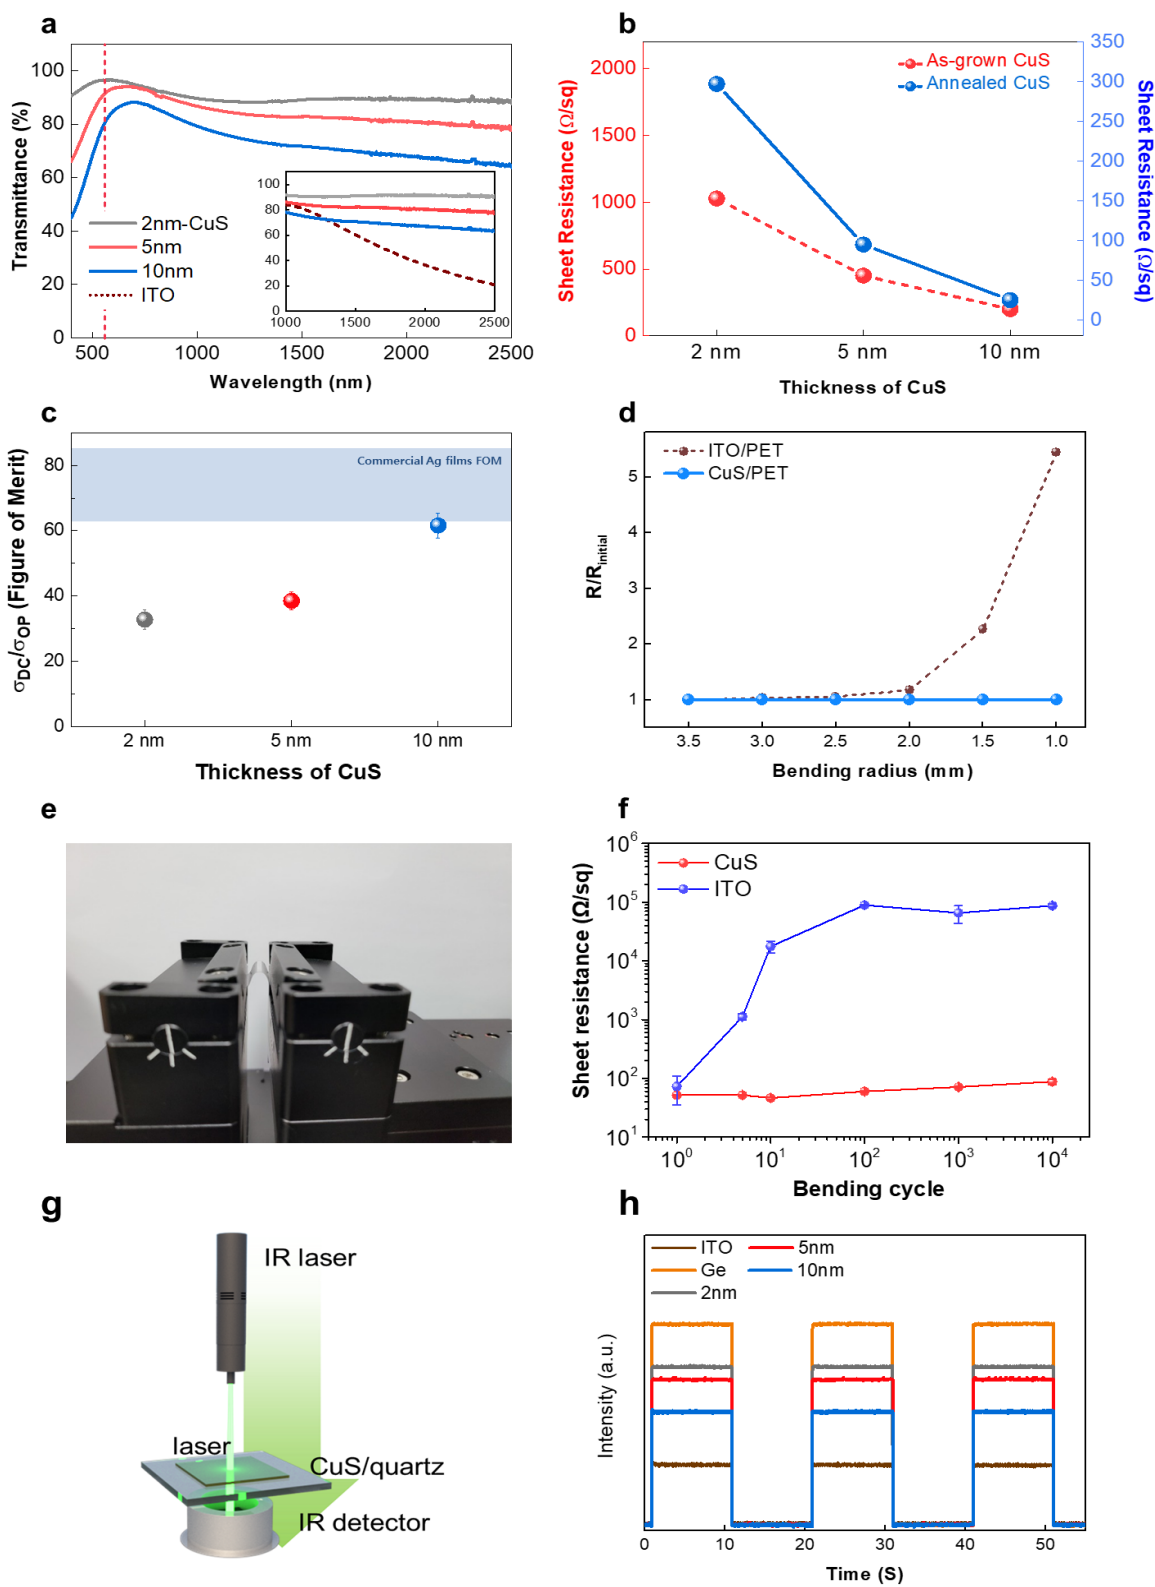 a
100
80
60
40
20
0
Transmittance (%)
2nm-CuS
5nm
10nm
ITO
100
80
60
40
20
0
1000
1500
2000
2500
500
1000
1500
2000
2500
Wavelength (nm)
b
2000
1500
1000
500
0
Sheet Resistance (Ω/sq)
As-grown CuS
Annealed CuS
350
300
250
200
150
100
50
0
Sheet Resistance (Ω/sq)
2 nm
5 nm
10 nm
Thickness of CuS
c
80
60
40
20
0
σDC/σOP (Figure of Merit)
Commercial Ag films FOM
2 nm
5 nm
10 nm
Thickness of CuS
d
ITO/PET
CuS/PET
5
4
3
2
1
R/Rinitial
3.5
3.0
2.5
2.0
1.5
1.0
Bending radius (mm)
e
f
10^6
10^5
10^4
10^3
10^2
10^1
Sheet resistance (Ω/sq)
CuS
ITO
10^0
10^1
10^2
10^3
10^4
Bending cycle
g
IR laser
laser
CuS/quartz
IR detector
h
ITO
5nm
Ge
10nm
2nm
Intensity (a.u.)
0
10
20
30
40
50
Time (S)